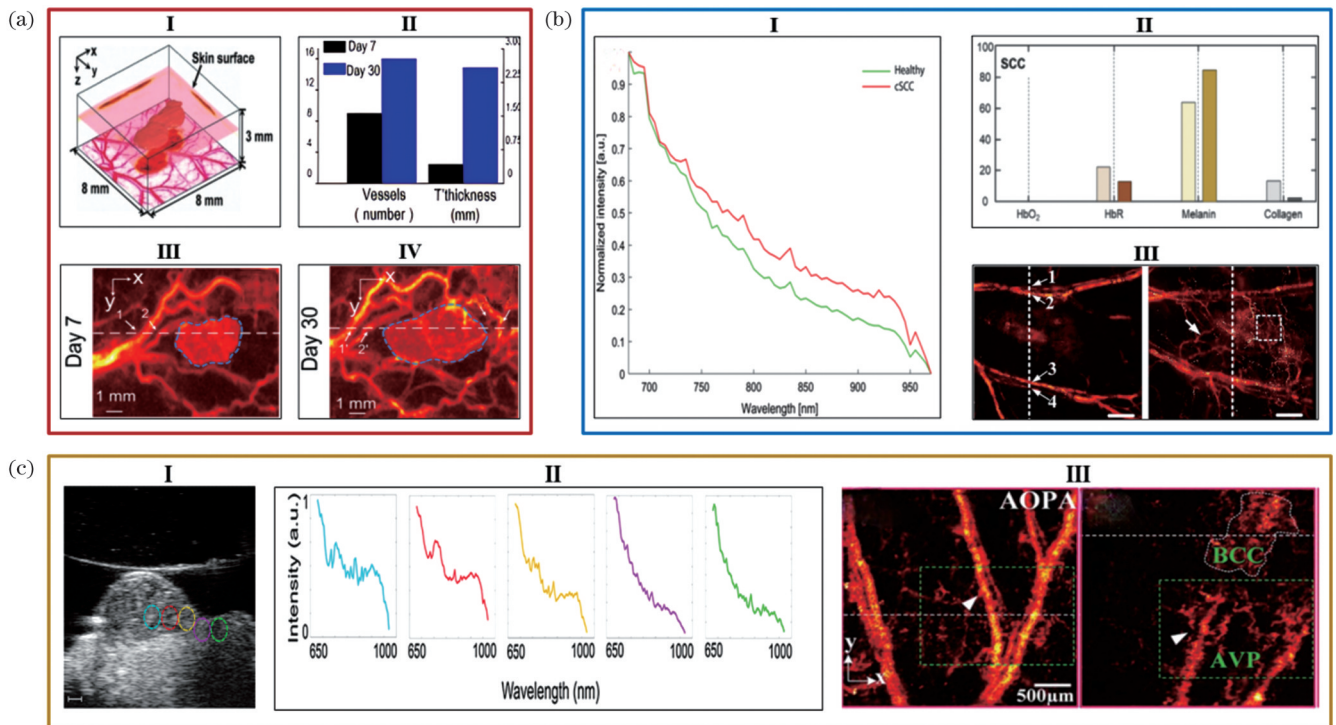 (a)
I
x
y
z
Skin surface
3 mm
8 mm
8 mm
II
Day 7
Day 30
16
14
12
10
8
6
4
2
0
3.00
2.25
1.50
0.75
0
Vessels
( number )
T'thickness
(mm)
III
Day 7
x
y
1
2
1 mm
IV
Day 30
x
y
1'
2'
1 mm
(b)
I
Healthy
cSCC
Normalized intensity [a.u.]
0.9
0.8
0.7
0.6
0.5
0.4
0.3
0.2
0.1
0
700
750
800
850
900
950
Wavelength [nm]
II
SCC
100
80
60
40
20
0
HbO₂
HbR
Melanin
Collagen
III
1
2
3
4
(c)
I
II
Intensity (a.u.)
1
0
650
1000
650
1000
650
1000
650
1000
650
1000
Wavelength (nm)
III
AOPA
y
x
500μm
BCC
AVP